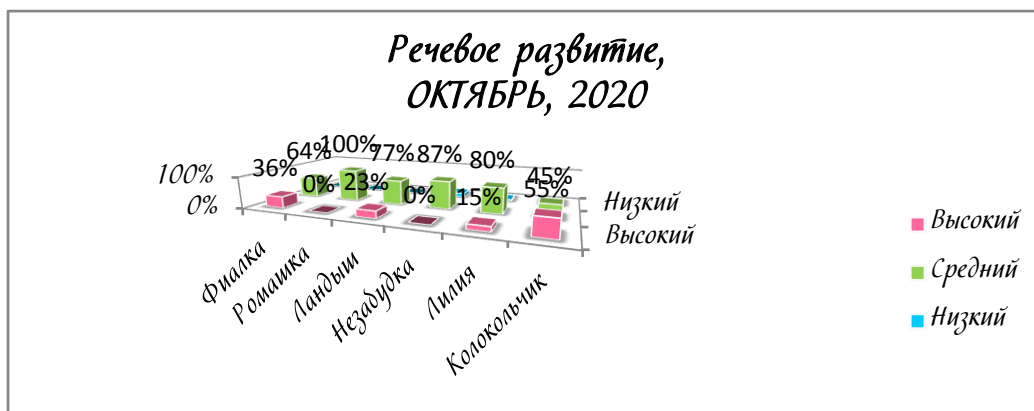 Речевое развитие,
ОКТЯБРЬ, 2020
64% 100% 77% 87% 80% 45%
36% 0% 23% 0% 15% 55%
100%
0%
Низкий
Высокий
Фиалка
Ромашка
Ландыш
Незабудка
Лилия
Колокольчик
Высокий
Средний
Низкий